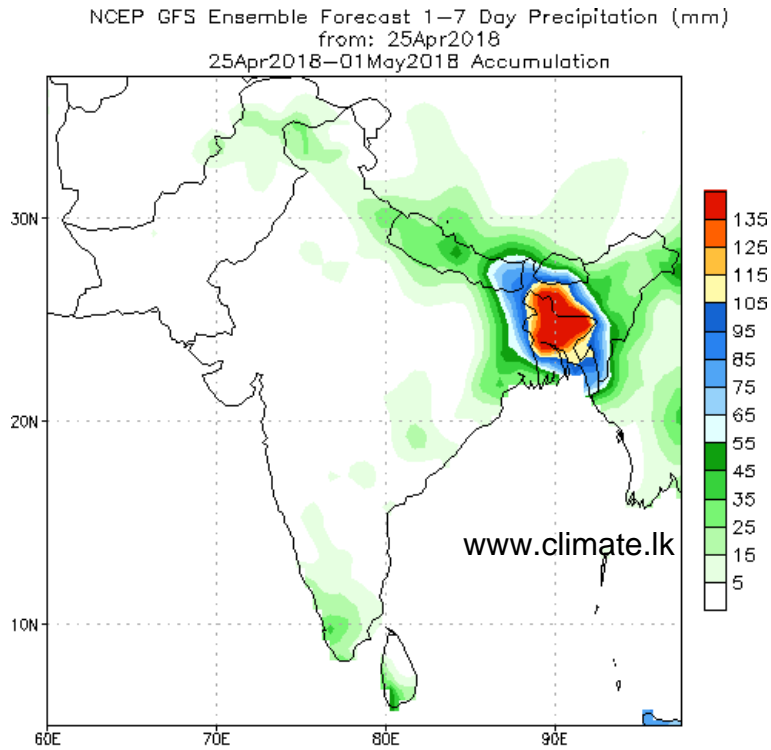 NCEP GFS Ensemble Forecast 1-7 Day Precipitation (mm)
from: 25Apr2018
25Apr2018-01May2018 Accumulation
30N
20N
10N
60E
70E
80E
90E
www.climate.lk
135
125
115
105
95
85
75
65
55
45
35
25
15
5